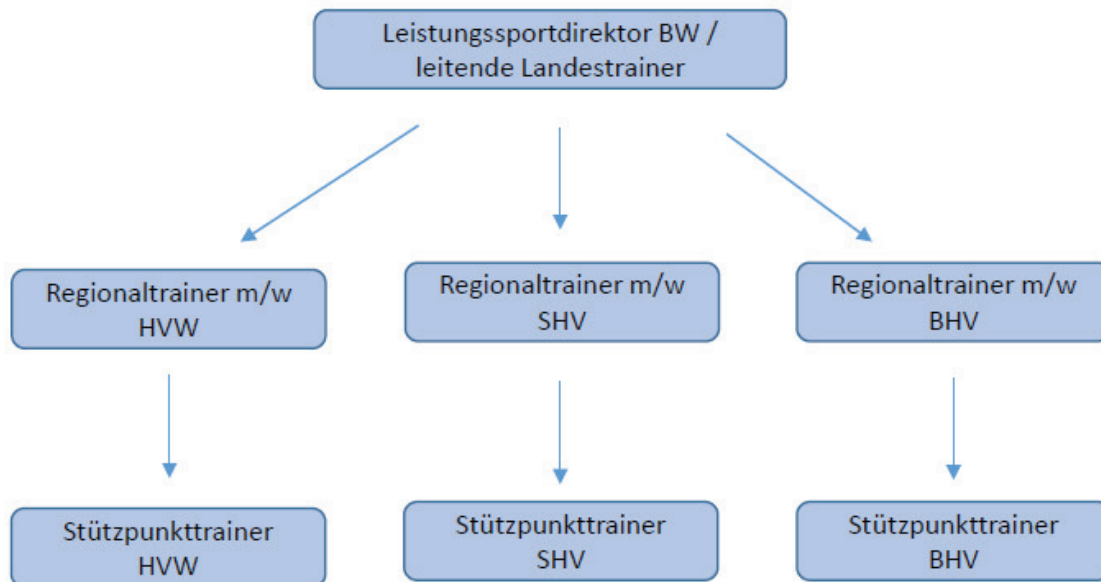 Leistungssportdirektor BW /
leitende Landestrainer
Regionaltrainer m/w
HVW
Regionaltrainer m/w
SHV
Regionaltrainer m/w
BHV
Stützpunkttrainer
HVW
Stützpunkttrainer
SHV
Stützpunkttrainer
BHV